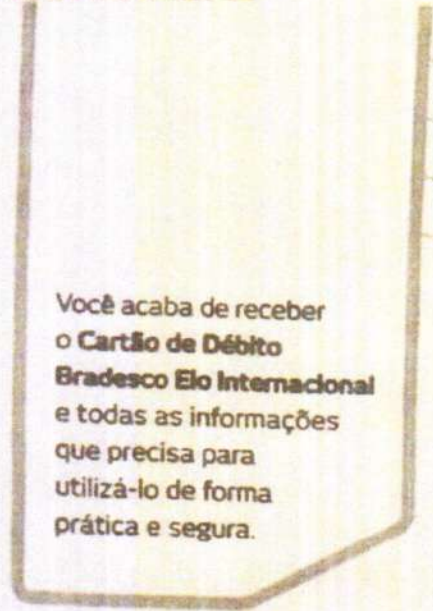 Você acaba de receber
o Cartão de Débito
Bradesco Elo Internacional
e todas as informações
que precisa para
utilizá-lo de forma
prática e segura.